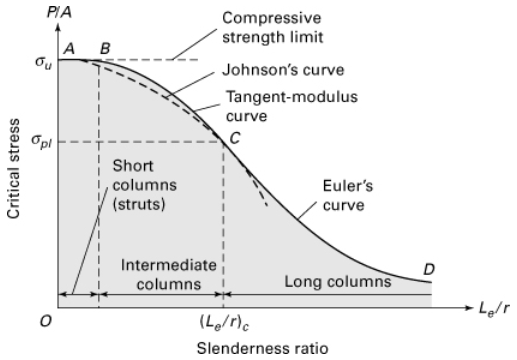 P/A
Compressive
strength limit
A
B
σu
Johnson's curve
Tangent-modulus
curve
σpl
C
Critical stress
Short
columns
(struts)
Euler's
curve
D
Intermediate
columns
Long columns
O
(Le/r)c
Le/r
Slenderness ratio